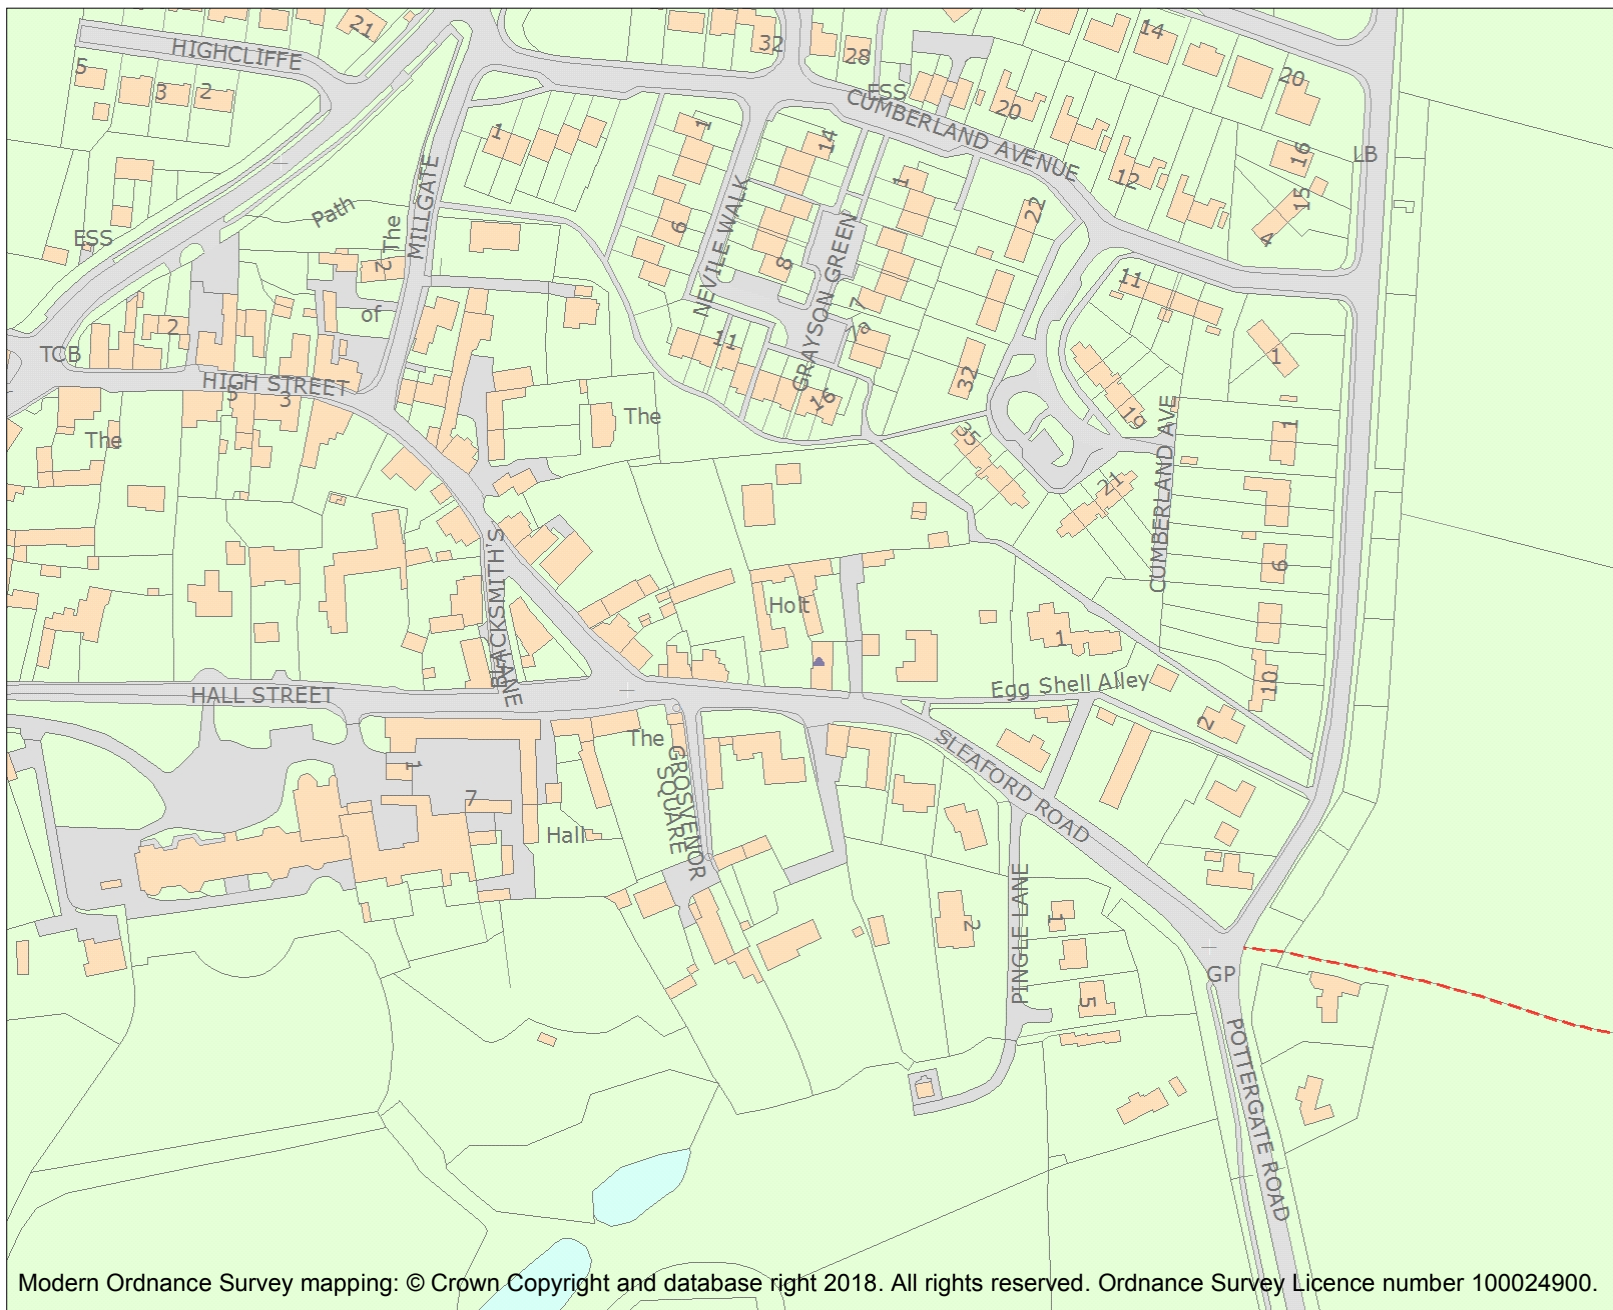 21
HIGHCLIFFE
32
28
14
5
3
2
ESS
20
20
CUMBERLAND AVENUE
1
1
14
16
LB
MILLGATE
1
12
15
Path
22
6
4
The
ESS
2
NEVILE WALK
8
GRAYSON GREEN
11
of
7
2
7a
TCB
11
1
HIGH STREET
5
3
32
16
19
The
The
35
1
CUMBERLAND AVE
21
BLACKSMITH'S
LANE
6
Holt
1
HALL STREET
Egg Shell Alley
10
2
The
SLEAFORD ROAD
GROSVENOR
SQUARE
1
7
Hall
PINGLE LANE
2
1
GP
5
POTTERGATE ROAD
Modern Ordnance Survey mapping: © Crown Copyright and database right 2018. All rights reserved. Ordnance Survey Licence number 100024900.